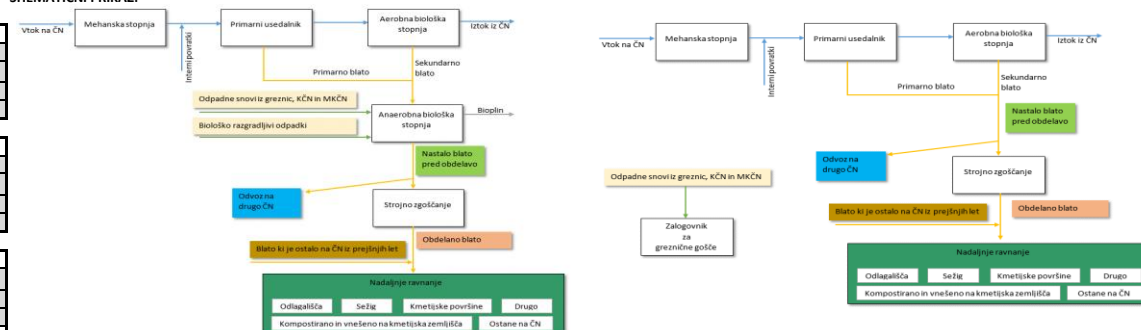 Vtok na ČN
Mehanska stopnja
Interni povratki
Primarni usedalnik
Aerobna biološka
stopnja
Iztok iz ČN
Primarno blato
Sekundarno
blato
Odpadne snovi iz greznic, KČN in MKČN
Biološko razgradljivi odpadki
Anaerobna biološka
stopnja
Bioplin
Nastalo blato
pred obdelavo
Odvoz na
drugo ČN
Strojno zgoščanje
Blato ki je ostalo na ČN iz prejšnjih let
Obdelano blato
Nadaljnje ravnanje
Odlagališča
Sežig
Kmetijske površine
Drugo
Kompostirano in vnešeno na kmetijska zemljišča
Ostane na ČN
Vtok na ČN
Mehanska stopnja
Interni povratki
Primarni usedalnik
Aerobna biološka
stopnja
Iztok iz ČN
Primarno blato
Sekundarno
blato
Nastalo blato
pred obdelavo
Odvoz na
drugo ČN
Strojno zgoščanje
Odpadne snovi iz greznic, KČN in MKČN
Zalogovnik
za
greznične gošče
Blato ki je ostalo na ČN iz prejšnjih let
Obdelano blato
Nadaljnje ravnanje
Odlagališča
Sežig
Kmetijske površine
Drugo
Kompostirano in vnešeno na kmetijska zemljišča
Ostane na ČN